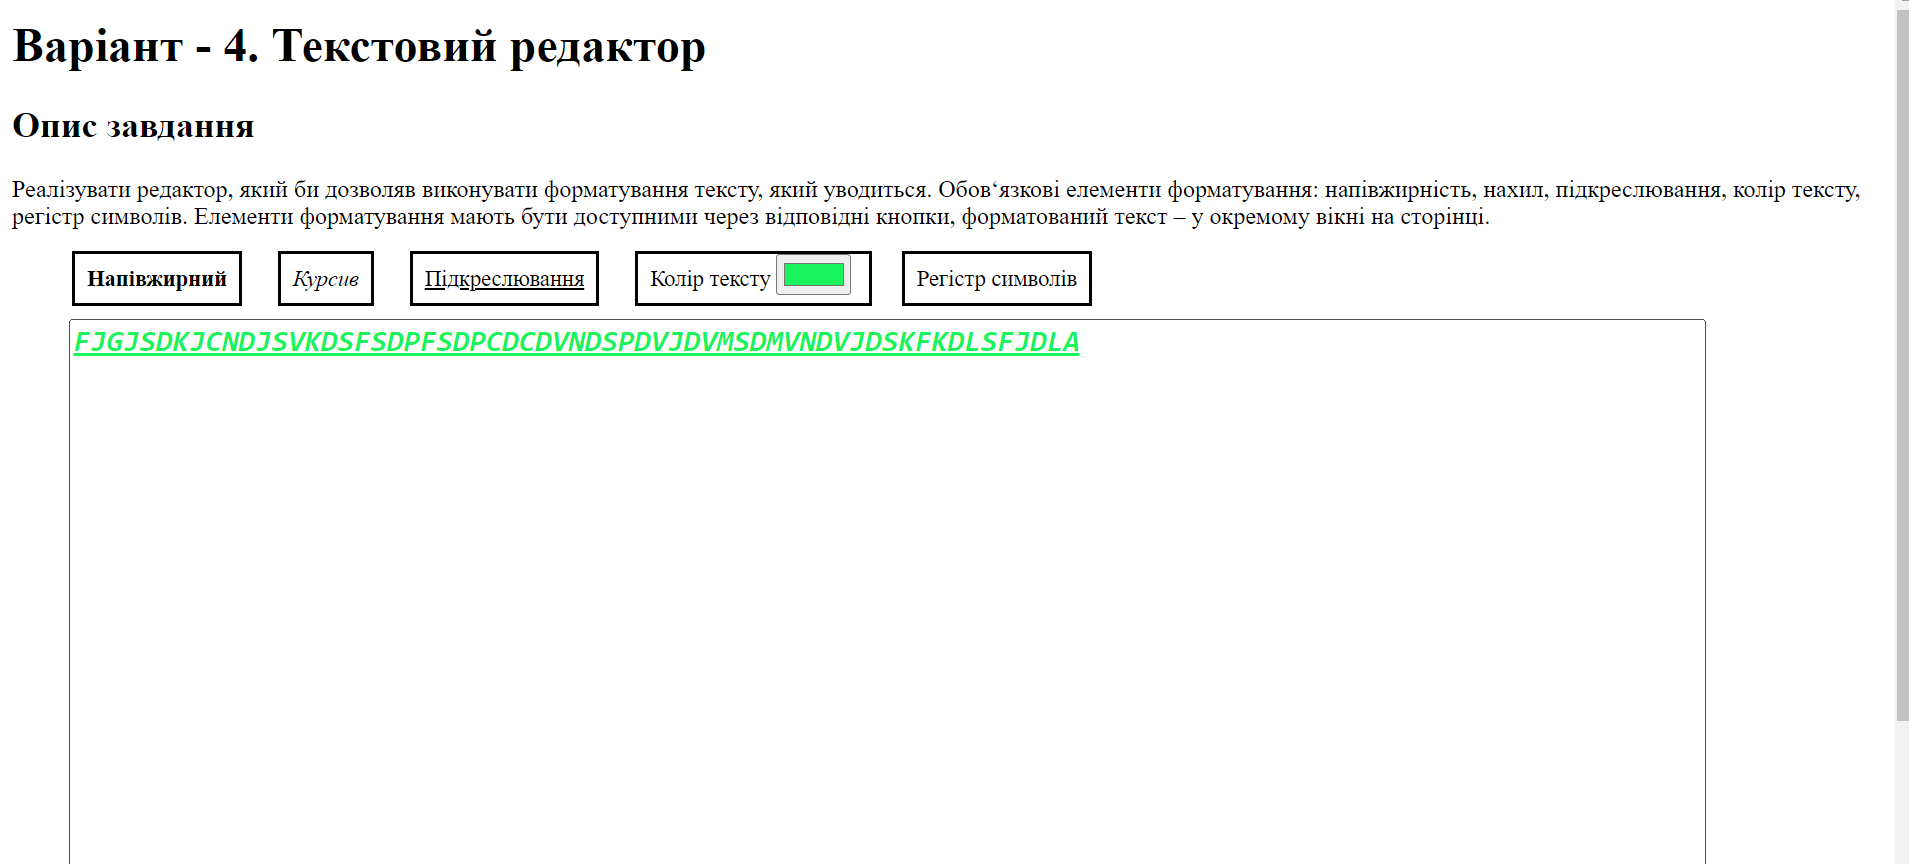 Варіант - 4. Текстовий редактор
Опис завдання
Реалізувати редактор, який би дозволяв виконувати форматування тексту, який уводиться. Обов‘язкові елементи форматування: напівжирність, нахил, підкреслювання, колір тексту,
регістр символів. Елементи форматування мають бути доступними через відповідні кнопки, форматований текст – у окремому вікні на сторінці.
Напівжирний Курсив Підкреслювання Колір тексту Регістр символів
FJGJSDKJCNDJSVKDSFSDPFSDPCDCDVNDSPDVJDVMSDMVNDVJDSKFKDLSFJDLA